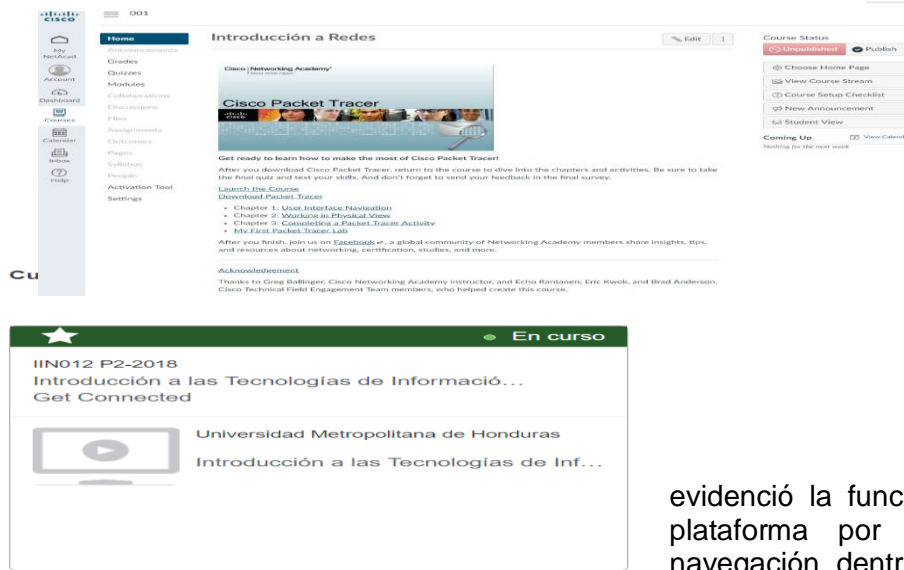 CISCO
001
My
NetAcad
Account
Dashboard
Courses
Calendar
Inbox
Help
Home
Announcements
Grades
Quizzes
Modules
Collaborations
Discussions
Files
Assignments
Outcomes
Pages
Syllabus
People
Activation Tool
Settings
Introducción a Redes
Edit
Cisco Networking Academy®
Cisco Packet Tracer
Get ready to learn how to make the most of Cisco Packet Tracer!
After you download Cisco Packet Tracer, return to the course to dive into the chapters and activities. Be sure to take
the final quiz and test your skills. And don't forget to send your feedback in the final survey.
Launch the Course
Download Packet Tracer
• Chapter 1: User Interface Navigation
• Chapter 2: Working in Physical View
• Chapter 3: Completing a Packet Tracer Activity
• My First Packet Tracer Lab
After you finish, join us on Facebook, a global community of Networking Academy members share insights, tips,
and resources about networking, certification, studies, and more.
Acknowledgement
Thanks to Greg Ballinger, Cisco Networking Academy instructor, and Echo Rantanen, Eric Kwok, and Brad Anderson,
Cisco Technical Field Engagement Team members, who helped create this course.
Course Status
Unpublished Publish
Choose Home Page
View Course Stream
Course Setup Checklist
New Announcement
Student View
Coming Up View Calend
Nothing for the next week
Cu
En curso
IIN012 P2-2018
Introducción a las Tecnologías de Informació...
Get Connected
Universidad Metropolitana de Honduras
Introducción a las Tecnologías de Inf...
evidenció la func
plataforma por
navegación dentr